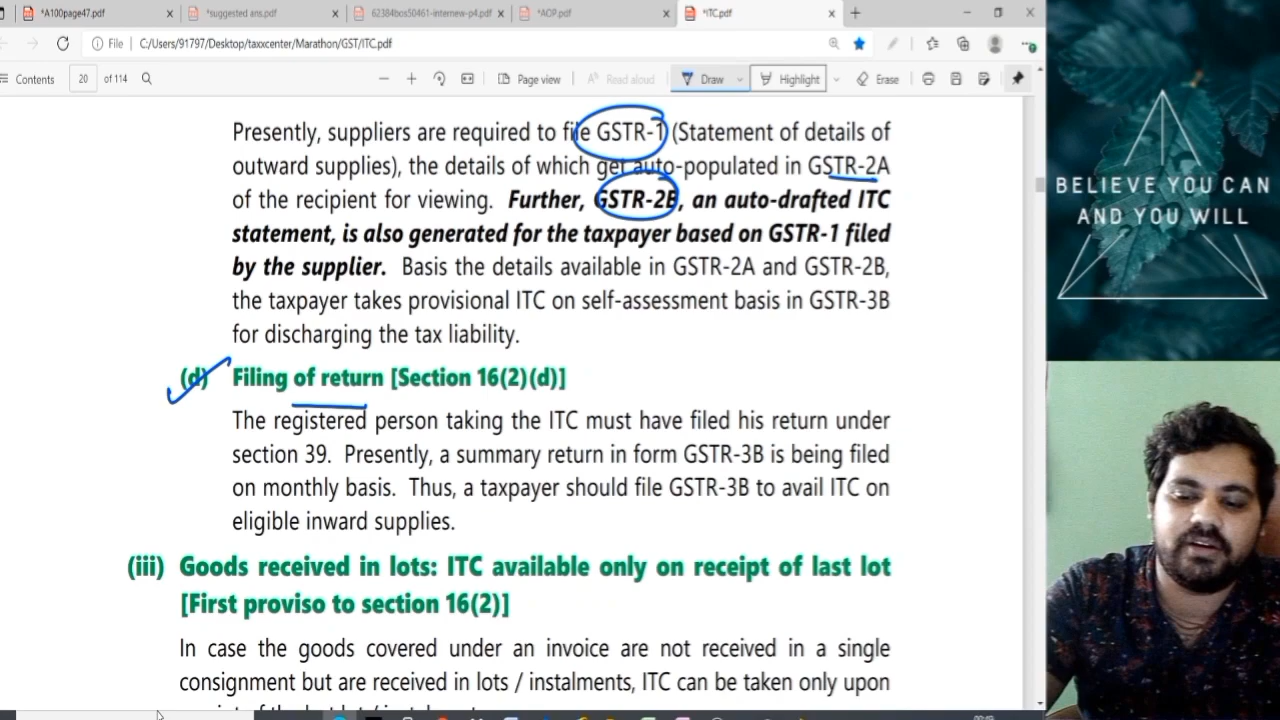 *A100page47.pdf
*suggested ans.pdf
62384bos50461-internew-p4.pdf
*AOP.pdf
*ITC.pdf
File
C:/Users/91797/Desktop/taxxcenter/Marathon/GST/ITC.pdf
Contents
20 of 114
Page view
Read aloud
Draw
Highlight
Erase
Presently, suppliers are required to file GSTR-1 (Statement of details of
outward supplies), the details of which get auto-populated in GSTR-2A
of the recipient for viewing. Further, GSTR-2B, an auto-drafted ITC
statement, is also generated for the taxpayer based on GSTR-1 filed
by the supplier. Basis the details available in GSTR-2A and GSTR-2B,
the taxpayer takes provisional ITC on self-assessment basis in GSTR-3B
for discharging the tax liability.
(d) Filing of return [Section 16(2)(d)]
The registered person taking the ITC must have filed his return under
section 39. Presently, a summary return in form GSTR-3B is being filed
on monthly basis. Thus, a taxpayer should file GSTR-3B to avail ITC on
eligible inward supplies.
(iii) Goods received in lots: ITC available only on receipt of last lot
[First proviso to section 16(2)]
In case the goods covered under an invoice are not received in a single
consignment but are received in lots / instalments, ITC can be taken only upon
BELIEVE YOU CAN
AND YOU WILL